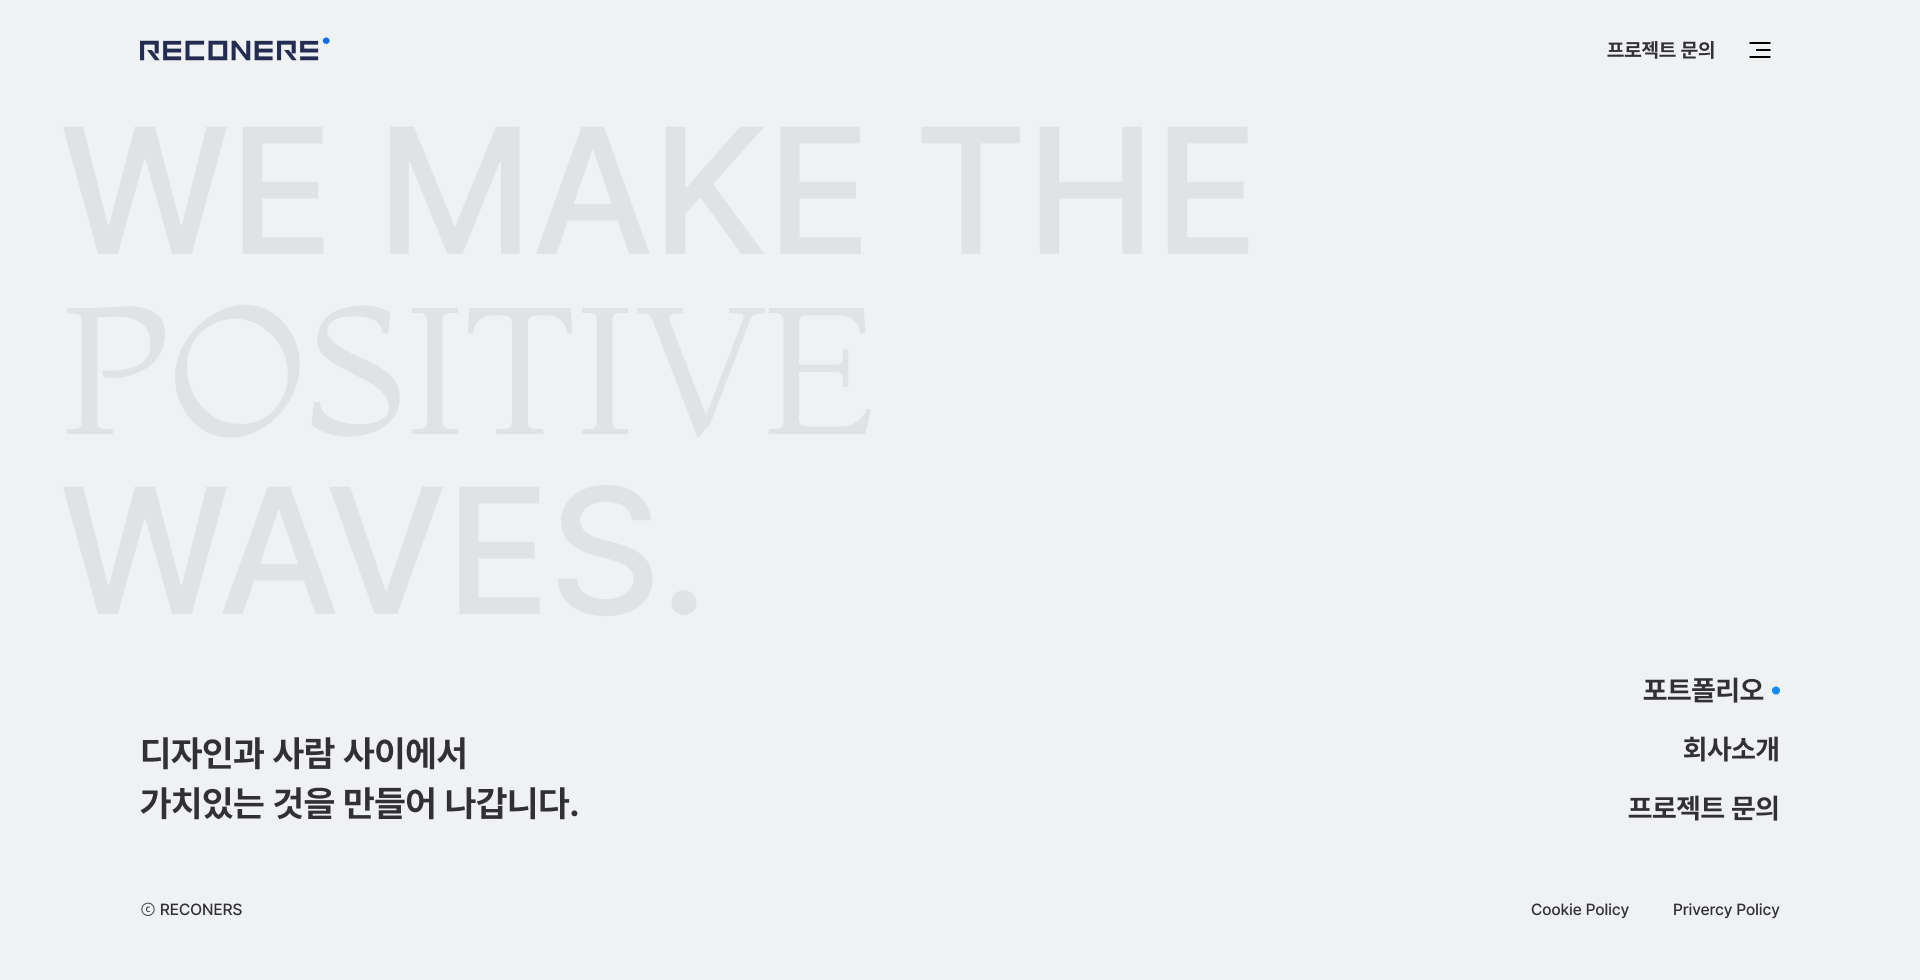 RECONERS
프로젝트 문의
WE MAKE THE
POSITIVE
WAVES.
디자인과 사람 사이에서
가치있는 것을 만들어 나갑니다.
포트폴리오
회사소개
프로젝트 문의
ⓒ RECONERS
Cookie Policy
Privercy Policy